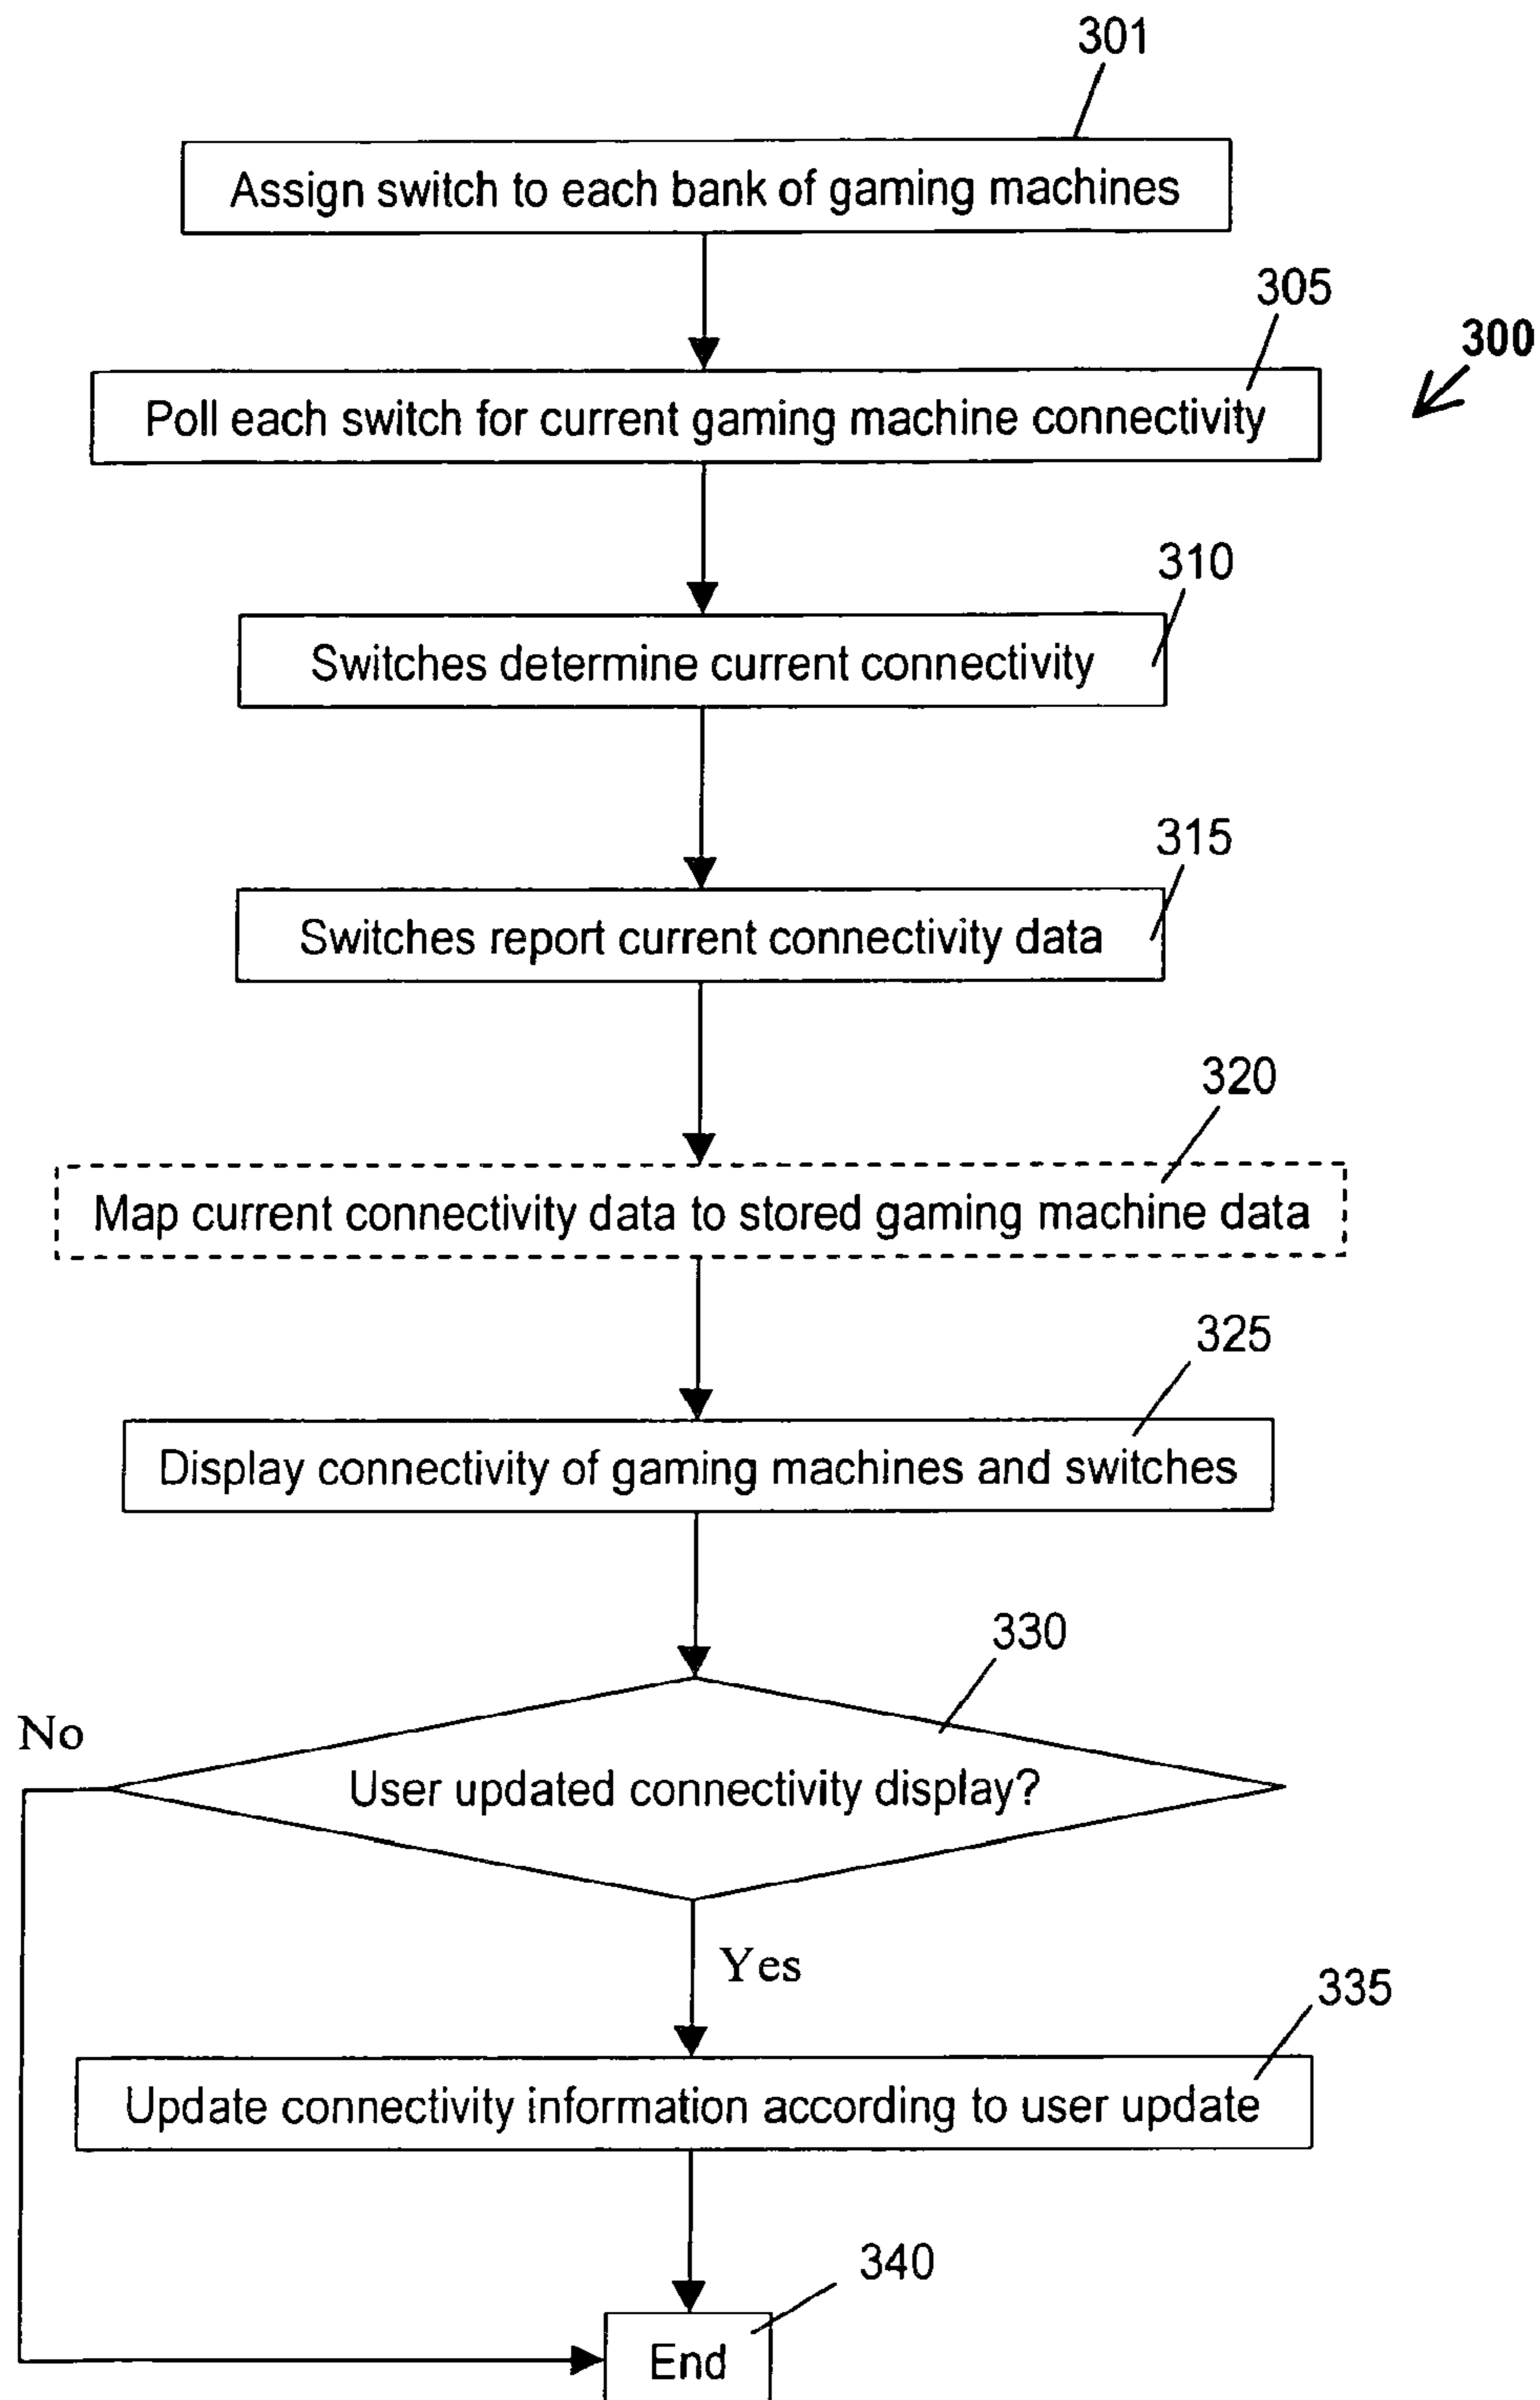 301
Assign switch to each bank of gaming machines
305
300
Poll each switch for current gaming machine connectivity
310
Switches determine current connectivity
315
Switches report current connectivity data
320
Map current connectivity data to stored gaming machine data
325
Display connectivity of gaming machines and switches
330
No
User updated connectivity display?
Yes
335
Update connectivity information according to user update
340
End